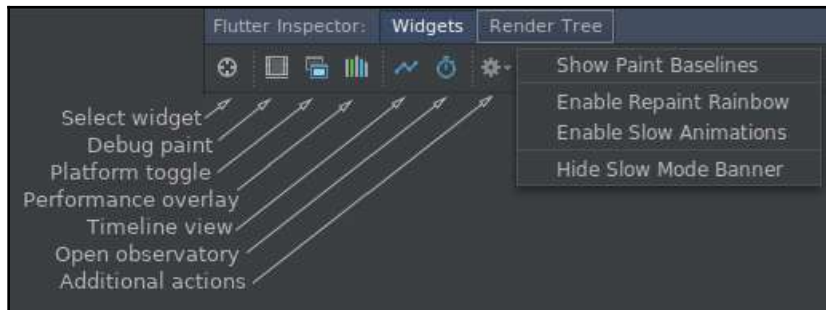 Flutter Inspector: Widgets Render Tree
Show Paint Baselines
Enable Repaint Rainbow
Enable Slow Animations
Hide Slow Mode Banner
Select widget
Debug paint
Platform toggle
Performance overlay
Timeline view
Open observatory
Additional actions